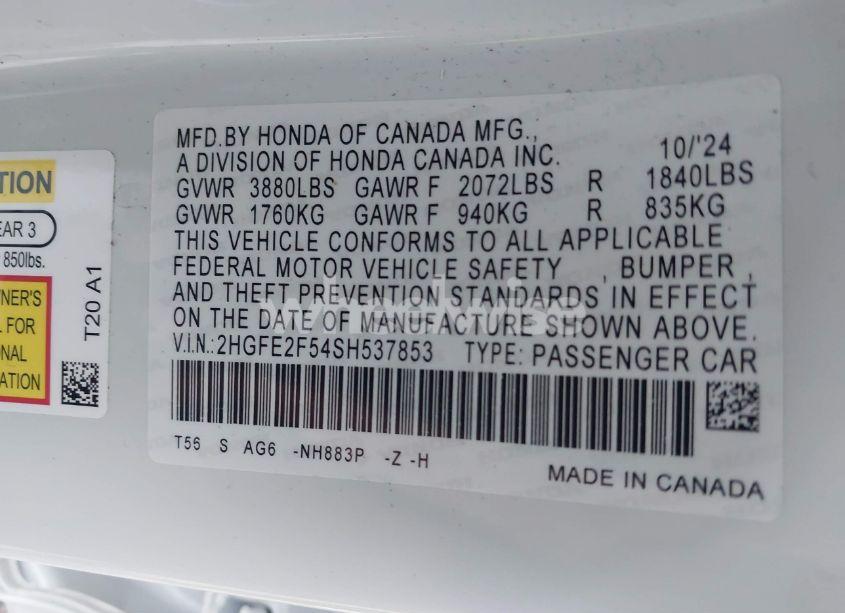 MFD.BY HONDA OF CANADA MFG.,
A DIVISION OF HONDA CANADA INC. 10/'24
GVWR 3880LBS GAWR F 2072LBS R 1840LBS
GVWR 1760KG GAWR F 940KG R 835KG
THIS VEHICLE CONFORMS TO ALL APPLICABLE
FEDERAL MOTOR VEHICLE SAFETY , BUMPER ,
AND THEFT PREVENTION STANDARDS IN EFFECT
ON THE DATE OF MANUFACTURE SHOWN ABOVE.
V.I.N.:2HGFE2F54SH537853 TYPE: PASSENGER CAR
T56 S AG6 -NH883P -Z -H
MADE IN CANADA
TION
EAR 3
850lbs.
NER'S
L FOR
ONAL
ATION
T20 A1